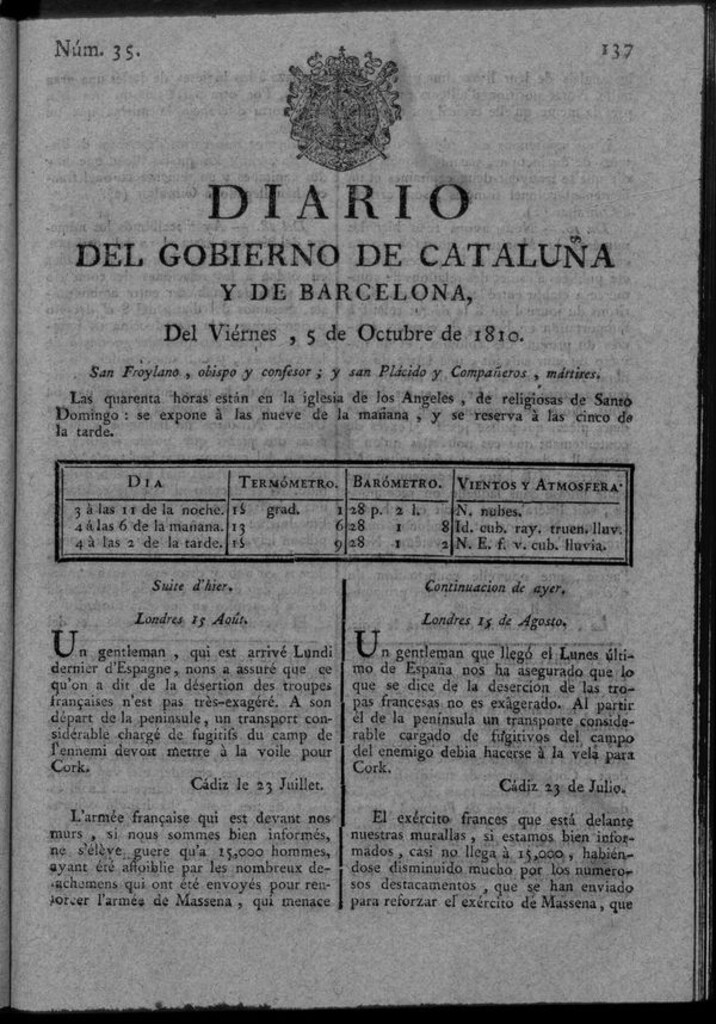 Núm. 35.
137
DIARIO
DEL GOBIERNO DE CATALUÑA
Y DE BARCELONA,
Del Viérnes , 5 de Octubre de 1810.
San Froylano , obispo y confesor ; y san Plácido y Compañeros , mártires.
Las quarenta horas están en la iglesia de los Angeles , de religiosas de Santo
Domingo : se expone à las nueve de la mañana , y se reserva à las cinco de
la tarde.
DIA TERMÓMETRO. BARÓMETRO. VIENTOS Y ATMOSFERA
3 à las 11 de la noche. 15 grad. 1 28 p. 2 l. N. nubes.
4 á las 6 de la mañana. 13 6 28 1 8 Id. cub. ray. truen. lluv.
4 à las 2 de la tarde. 15 9 28 1 2 N. E. f. v. cub. lluvia.
Suite d'hier.
Londres 15 Août.
Un gentleman , qui est arrivé Lundi
dernier d'Espagne, nons a assuré que ce
qu'on a dit de la désertion des troupes
françaises n'est pas très-exagéré. A son
départ de la peninsule, un transport con-
sidérable chargé de fugitifs du camp de
l'ennemi devoit mettre à la voile pour
Cork.
Cádiz le 23 Juillet.
L'armée française qui est devant nos
murs , si nous sommes bien informés,
ne s'élève guere qu'a 15,000 hommes,
ayant été affoiblie par les nombreux de-
achemens qui ont été envoyés pour ren-
forcer l'armée de Massena , qui menace
Continuacion de ayer.
Londres 15 de Agosto.
Un gentleman que llegó el Lunes últi-
mo de España nos ha asegurado que lo
que se dice de la desercion de las tro-
pas francesas no es exâgerado. Al partir
él de la península un transporte conside-
rable cargado de fugitivos del campo
del enemigo debia hacerse á la vela para
Cork.
Cádiz 23 de Julio.
El exército frances que está delante
nuestras murallas , si estamos bien infor-
mados , casi no llega à 15,000 , habién-
dose disminuido mucho por los numero-
sos destacamentos , que se han enviado
para reforzar el exército de Massena, que